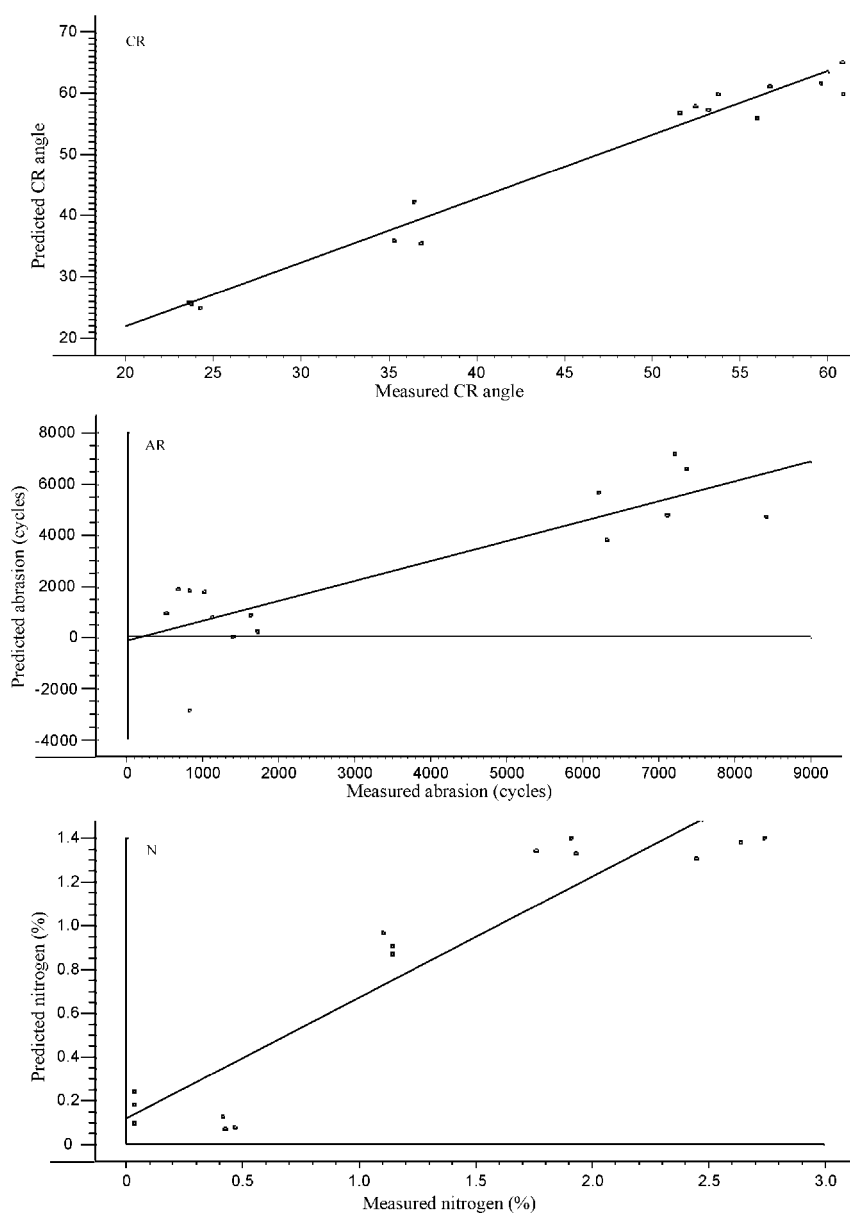 70
CR
60
50
40
30
20
Predicted CR angle
20 25 30 35 40 45 50 55 60
Measured CR angle
8000
AR
6000
4000
2000
0
-2000
-4000
Predicted abrasion (cycles)
0 1000 2000 3000 4000 5000 6000 7000 8000 9000
Measured abrasion (cycles)
1.4
N
1.2
1.0
0.8
0.6
0.4
0.2
0
Predicted nitrogen (%)
0 0.5 1.0 1.5 2.0 2.5 3.0
Measured nitrogen (%)